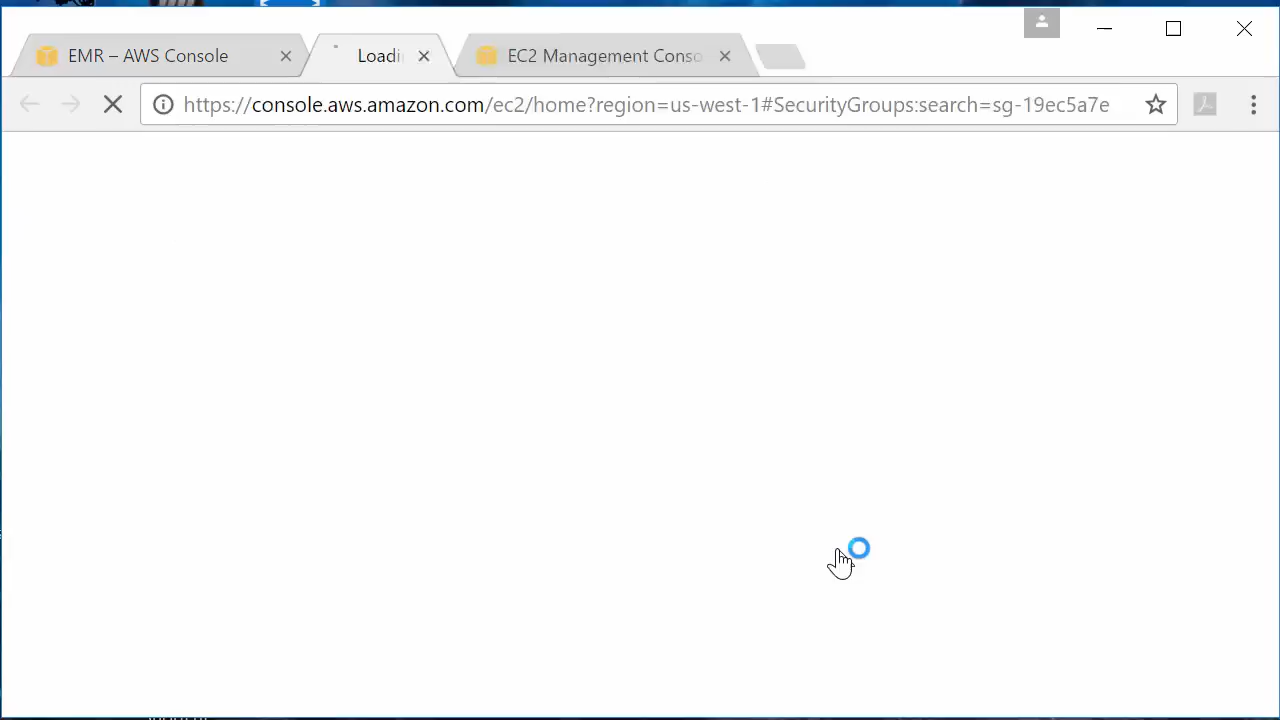 EMR – AWS Console
Loadi
EC2 Management Conso
https://console.aws.amazon.com/ec2/home?region=us-west-1#SecurityGroups:search=sg-19ec5a7e